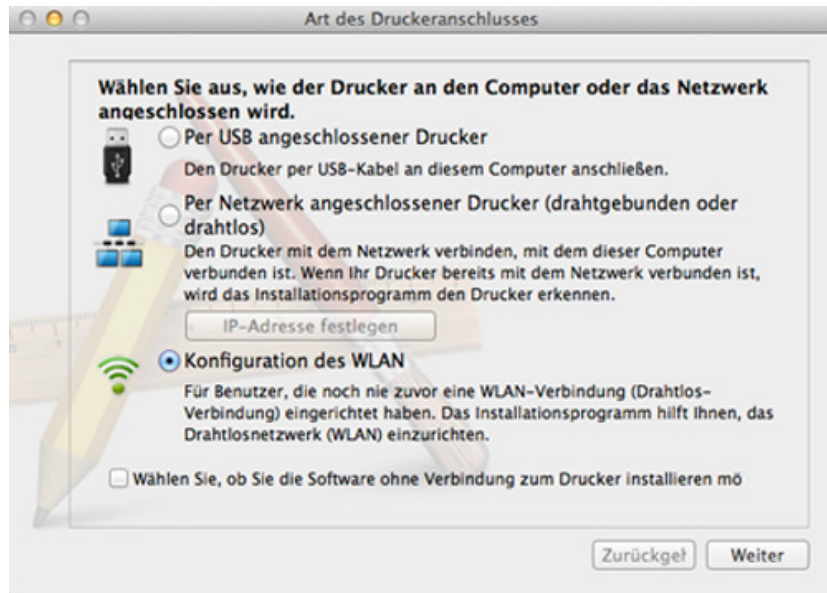 Art des Druckeranschlusses
Wählen Sie aus, wie der Drucker an den Computer oder das Netzwerk
angeschlossen wird.
Per USB angeschlossener Drucker
Den Drucker per USB-Kabel an diesem Computer anschließen.
Per Netzwerk angeschlossener Drucker (drahtgebunden oder
drahtlos)
Den Drucker mit dem Netzwerk verbinden, mit dem dieser Computer
verbunden ist. Wenn Ihr Drucker bereits mit dem Netzwerk verbunden ist,
wird das Installationsprogramm den Drucker erkennen.
IP-Adresse festlegen
Konfiguration des WLAN
Für Benutzer, die noch nie zuvor eine WLAN-Verbindung (Drahtlos-
Verbindung) eingerichtet haben. Das Installationsprogramm hilft Ihnen, das
Drahtlosnetzwerk (WLAN) einzurichten.
Wählen Sie, ob Sie die Software ohne Verbindung zum Drucker installieren mö
Zurückgeh Weiter